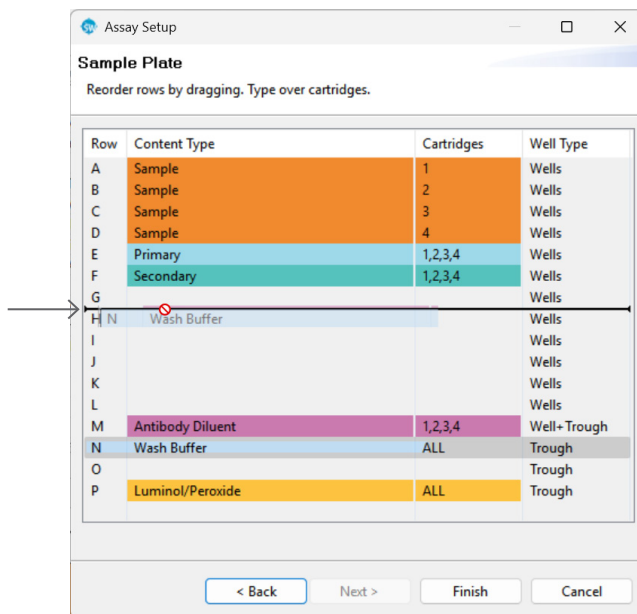 SW Assay Setup
Sample Plate
Reorder rows by dragging. Type over cartridges.
Row Content Type Cartridges Well Type
A Sample 1 Wells
B Sample 2 Wells
C Sample 3 Wells
D Sample 4 Wells
E Primary 1,2,3,4 Wells
F Secondary 1,2,3,4 Wells
G Wells
H N Wash Buffer Wells
I Wells
J Wells
K Wells
L Wells
M Antibody Diluent 1,2,3,4 Well+Trough
N Wash Buffer ALL Trough
O Trough
P Luminol/Peroxide ALL Trough
< Back Next > Finish Cancel